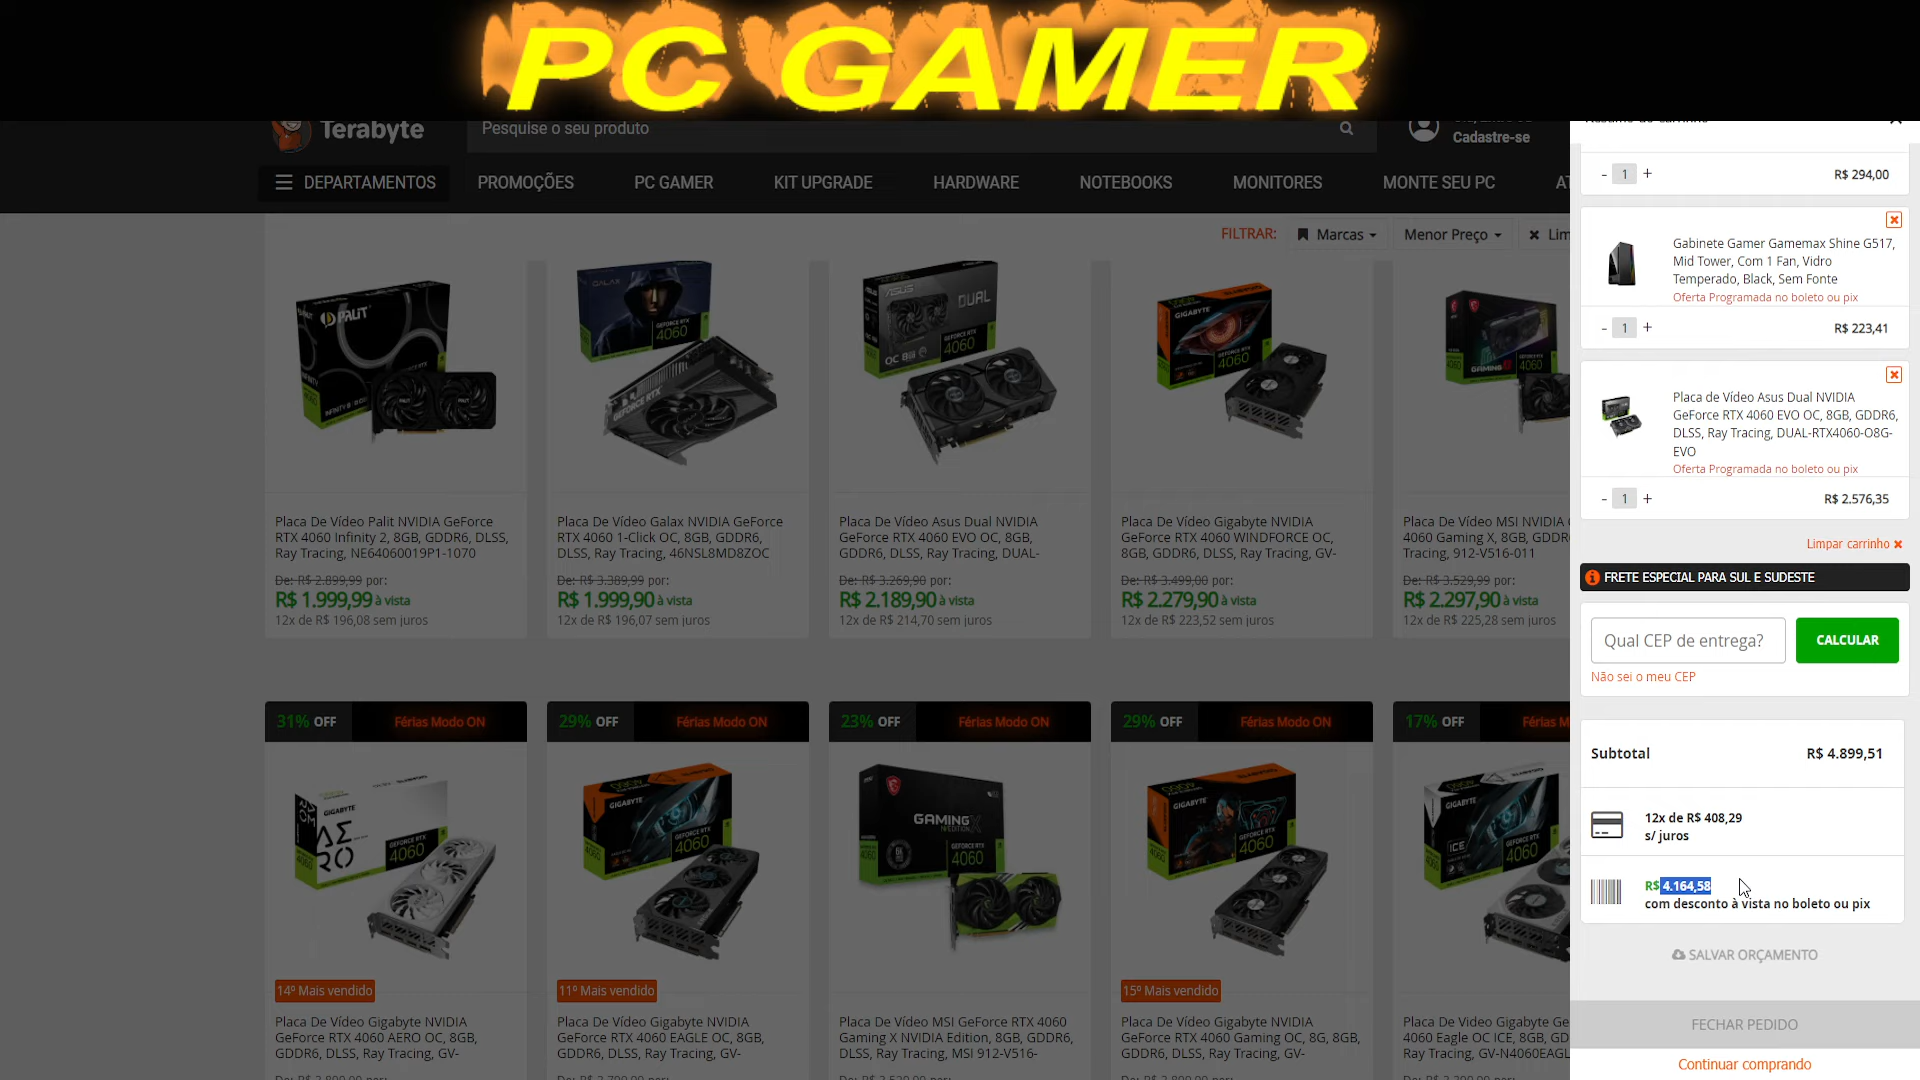 PC GAMER
Terabyte
Pesquise o seu produto
Cadastre-se
DEPARTAMENTOS
PROMOÇÕES
PC GAMER
KIT UPGRADE
HARDWARE
NOTEBOOKS
MONITORES
MONTE SEU PC
FILTRAR:
Marcas
Menor Preço
Placa De Vídeo Palit NVIDIA GeForce
RTX 4060 Infinity 2, 8GB, GDDR6, DLSS,
Ray Tracing, NE64060019P1-1070
De: R$ 2.899,99 por:
R$ 1.999,99 à vista
12x de R$ 196,08 sem juros
Placa De Vídeo Galax NVIDIA GeForce
RTX 4060 1-Click OC, 8GB, GDDR6,
DLSS, Ray Tracing, 46NSL8MD8ZOC
De: R$ 3.389,99 por:
R$ 1.999,90 à vista
12x de R$ 196,07 sem juros
Placa De Vídeo Asus Dual NVIDIA
GeForce RTX 4060 EVO OC, 8GB,
GDDR6, DLSS, Ray Tracing, DUAL-
De: R$ 3.269,90 por:
R$ 2.189,90 à vista
12x de R$ 214,70 sem juros
Placa De Vídeo Gigabyte NVIDIA
GeForce RTX 4060 WINDFORCE OC,
8GB, GDDR6, DLSS, Ray Tracing, GV-
De: R$ 3.499,00 por:
R$ 2.279,90 à vista
12x de R$ 223,52 sem juros
Placa De Vídeo MSI NVIDIA
4060 Gaming X, 8GB, GDDR
DLSS, Ray Tracing, 912-V516-011
De: R$ 3.529,99 por:
R$ 2.297,90 à vista
12x de R$ 225,28 sem juros
31% OFF
Férias Modo ON
29% OFF
Férias Modo ON
23% OFF
Férias Modo ON
29% OFF
Férias Modo ON
17% OFF
Férias M
14º Mais vendido
11º Mais vendido
15º Mais vendido
Placa De Vídeo Gigabyte NVIDIA
GeForce RTX 4060 AERO OC, 8GB,
GDDR6, DLSS, Ray Tracing, GV-
Placa De Vídeo Gigabyte NVIDIA
GeForce RTX 4060 EAGLE OC, 8GB,
GDDR6, DLSS, Ray Tracing, GV-
Placa De Vídeo MSI GeForce RTX 4060
Gaming X NVIDIA Edition, 8GB, GDDR6,
DLSS, Ray Tracing, MSI 912-V516-
Placa De Vídeo Gigabyte NVIDIA
GeForce RTX 4060 Gaming OC, 8G, 8GB,
GDDR6, DLSS, Ray Tracing, GV-
Placa De Video Gigabyte Ge
4060 Eagle OC ICE, 8GB, GD
Ray Tracing, GV-N4060EAGL
- 1 +
R$ 294,00
Gabinete Gamer Gamemax Shine G517,
Mid Tower, Com 1 Fan, Vidro
Temperado, Black, Sem Fonte
Oferta Programada no boleto ou pix
- 1 +
R$ 223,41
Placa de Vídeo Asus Dual NVIDIA
GeForce RTX 4060 EVO OC, 8GB, GDDR6,
DLSS, Ray Tracing, DUAL-RTX4060-O8G-
EVO
Oferta Programada no boleto ou pix
- 1 +
R$ 2.576,35
Limpar carrinho
FRETE ESPECIAL PARA SUL E SUDESTE
Qual CEP de entrega?
CALCULAR
Não sei o meu CEP
Subtotal
R$ 4.899,51
12x de R$ 408,29
s/ juros
R$ 4.164,58
com desconto à vista no boleto ou pix
SALVAR ORÇAMENTO
FECHAR PEDIDO
Continuar comprando